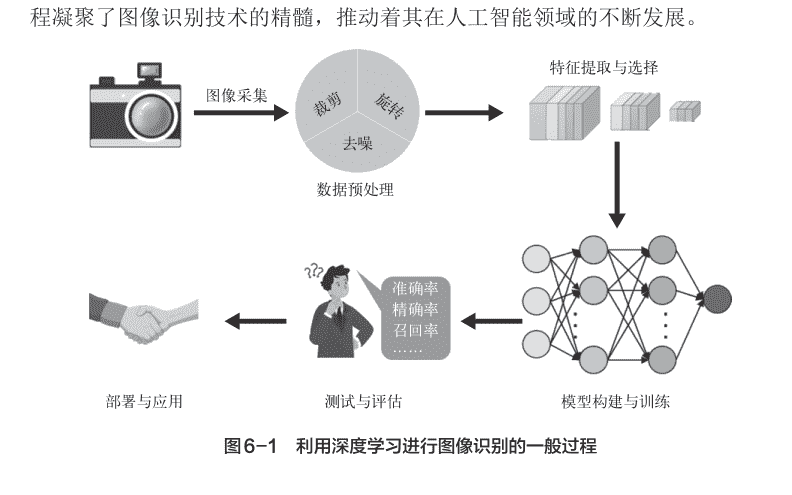 程凝聚了图像识别技术的精髓，推动着其在人工智能领域的不断发展。
图像采集
裁剪
旋转
去噪
数据预处理
特征提取与选择
模型构建与训练
???
准确率
精确率
召回率
……
测试与评估
部署与应用
图6-1 利用深度学习进行图像识别的一般过程